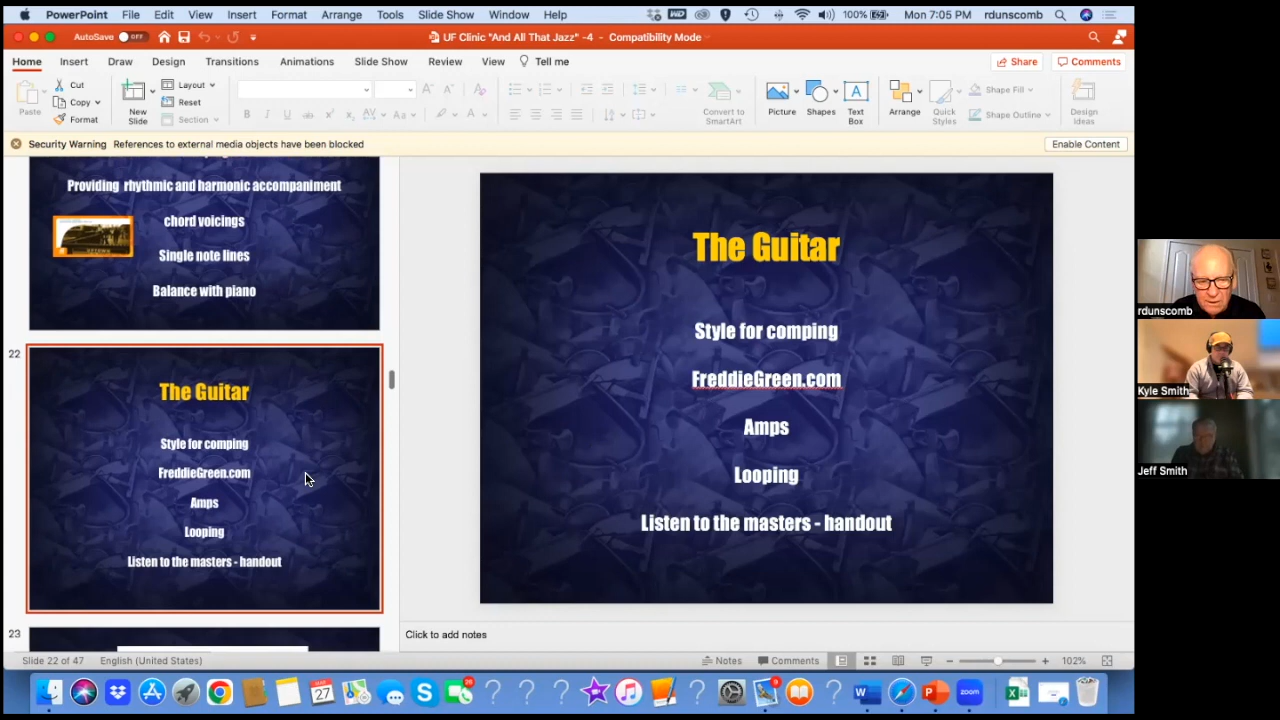 PowerPoint File Edit View Insert Format Arrange Tools Slide Show Window Help
WD 100% Mon 7:05 PM rdunscomb
AutoSave OFF UF Clinic "And All That Jazz" -4 - Compatibility Mode
Home Insert Draw Design Transitions Animations Slide Show Review View Tell me Share Comments
Paste
Cut
Copy
Format
New Slide
Layout
Reset
Section
Convert to SmartArt
Picture
Shapes
Text Box
Arrange
Quick Styles
Shape Fill
Shape Outline
Design Ideas
Security Warning References to external media objects have been blocked Enable Content
Providing rhythmic and harmonic accompaniment
chord voicings
Single note lines
Balance with piano
22
The Guitar
Style for comping
FreddieGreen.com
Amps
Looping
Listen to the masters - handout
23
The Guitar
Style for comping
FreddieGreen.com
Amps
Looping
Listen to the masters - handout
Click to add notes
Slide 22 of 47 English (United States) Notes Comments 102%
MAR
27
zoom
rdunscomb
Kyle Smith
Jeff Smith